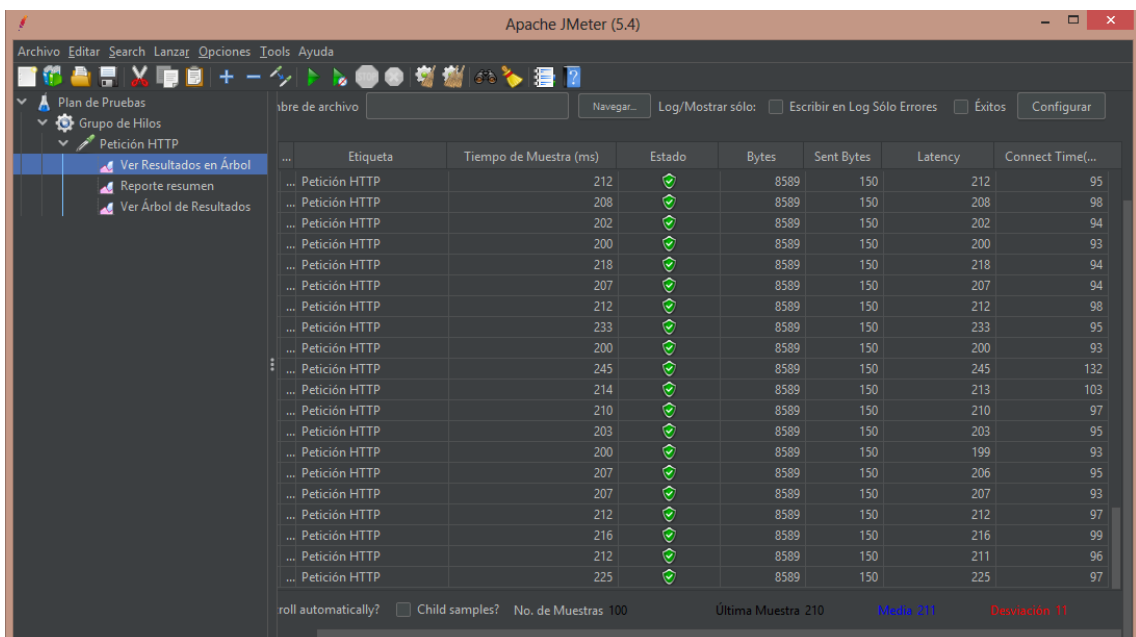 Apache JMeter (5.4)
Archivo Editar Search Lanzar Opciones Tools Ayuda
STOP
Plan de Pruebas
Grupo de Hilos
Petición HTTP
Ver Resultados en Árbol
Reporte resumen
Ver Árbol de Resultados
nbre de archivo Navegar... Log/Mostrar sólo: Escribir en Log Sólo Errores Éxitos Configurar
... Etiqueta Tiempo de Muestra (ms) Estado Bytes Sent Bytes Latency Connect Time(...
... Petición HTTP 212 8589 150 212 95
... Petición HTTP 208 8589 150 208 98
... Petición HTTP 202 8589 150 202 94
... Petición HTTP 200 8589 150 200 93
... Petición HTTP 218 8589 150 218 94
... Petición HTTP 207 8589 150 207 94
... Petición HTTP 212 8589 150 212 98
... Petición HTTP 233 8589 150 233 95
... Petición HTTP 200 8589 150 200 93
... Petición HTTP 245 8589 150 245 132
... Petición HTTP 214 8589 150 213 103
... Petición HTTP 210 8589 150 210 97
... Petición HTTP 203 8589 150 203 95
... Petición HTTP 200 8589 150 199 93
... Petición HTTP 207 8589 150 206 95
... Petición HTTP 207 8589 150 207 93
... Petición HTTP 212 8589 150 212 97
... Petición HTTP 216 8589 150 216 99
... Petición HTTP 212 8589 150 211 96
... Petición HTTP 225 8589 150 225 97
roll automatically? Child samples? No. de Muestras 100 Última Muestra 210 Media 211 Desviación 11